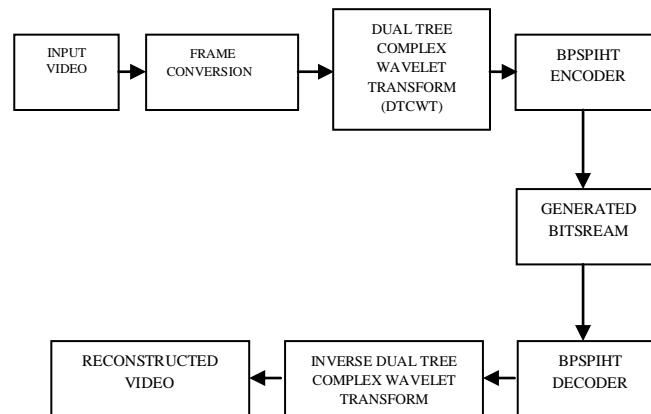 INPUT
VIDEO
FRAME
CONVERSION
DUAL TREE
COMPLEX
WAVELET
TRANSFORM
(DTCWT)
BPSPIHT
ENCODER
GENERATED
BITSREAM
BPSPIHT
DECODER
INVERSE DUAL TREE
COMPLEX WAVELET
TRANSFORM
RECONSTRUCTED
VIDEO